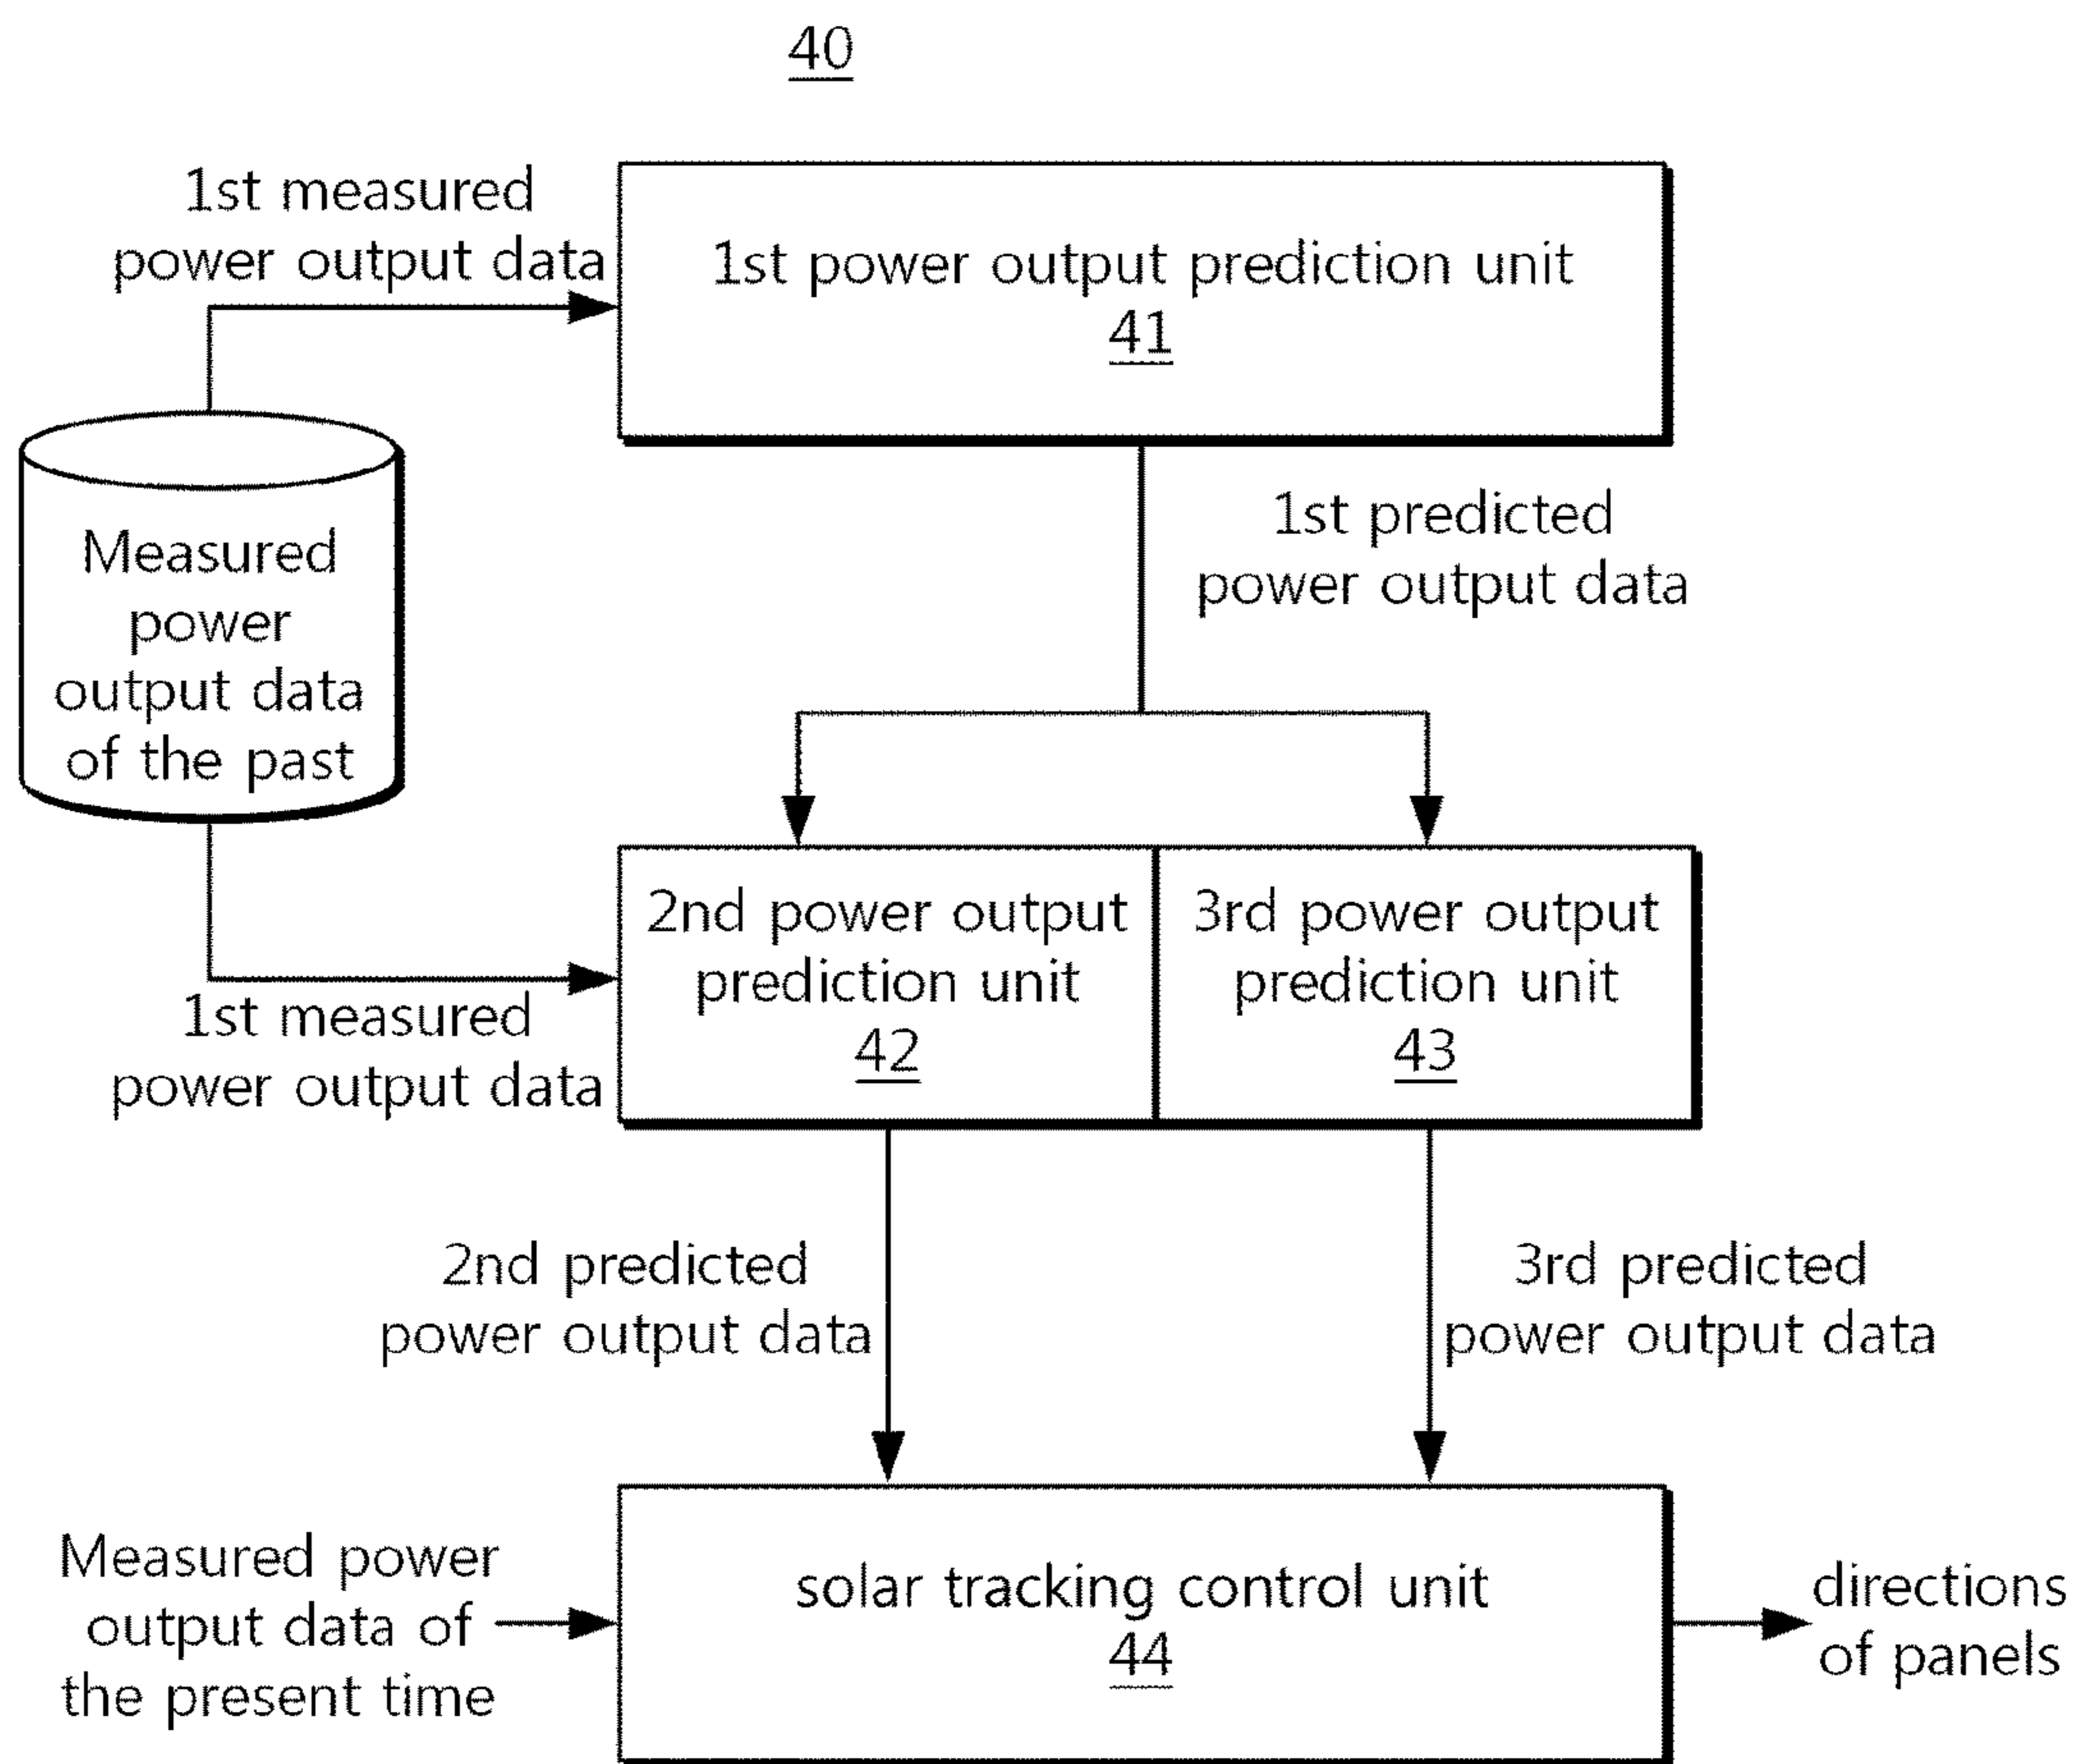 40
1st measured
power output data
1st power output prediction unit
41
Measured
power
output data
of the past
1st predicted
power output data
2nd power output
prediction unit
42
3rd power output
prediction unit
43
1st measured
power output data
2nd predicted
power output data
3rd predicted
power output data
Measured power
output data of
the present time
solar tracking control unit
44
directions
of panels